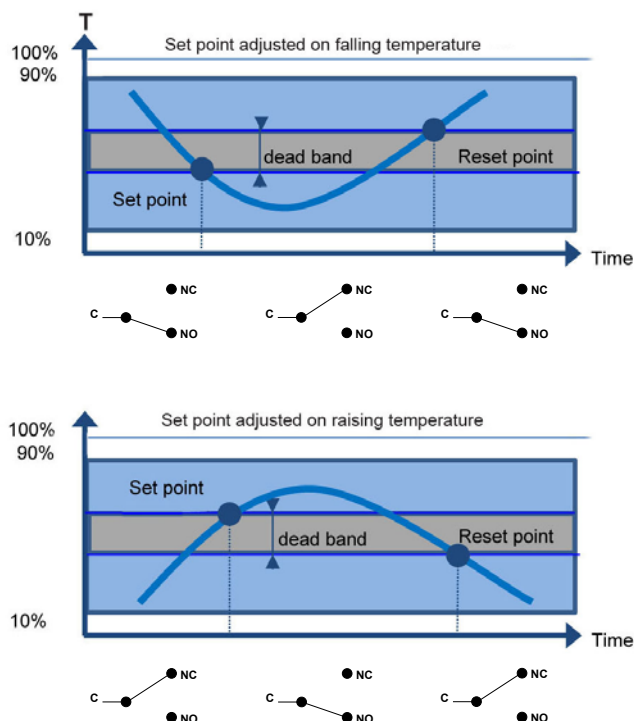 T
Set point adjusted on falling temperature
100%
90%
dead band
Reset point
Set point
10%
Time
NC
C
NO
NC
C
NO
NC
C
NO
Set point adjusted on raising temperature
100%
90%
Set point
dead band
Reset point
10%
Time
NC
C
NO
NC
C
NO
NC
C
NO